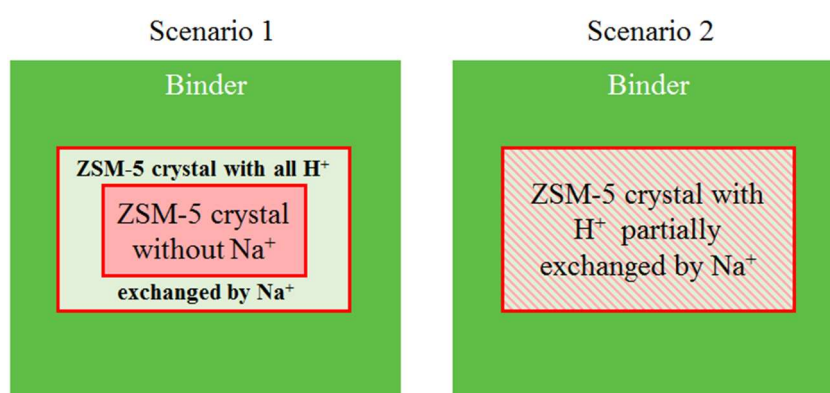 Scenario 1
Binder
ZSM-5 crystal with all H⁺
ZSM-5 crystal
without Na⁺
exchanged by Na⁺
Scenario 2
Binder
ZSM-5 crystal with
H⁺ partially
exchanged by Na⁺